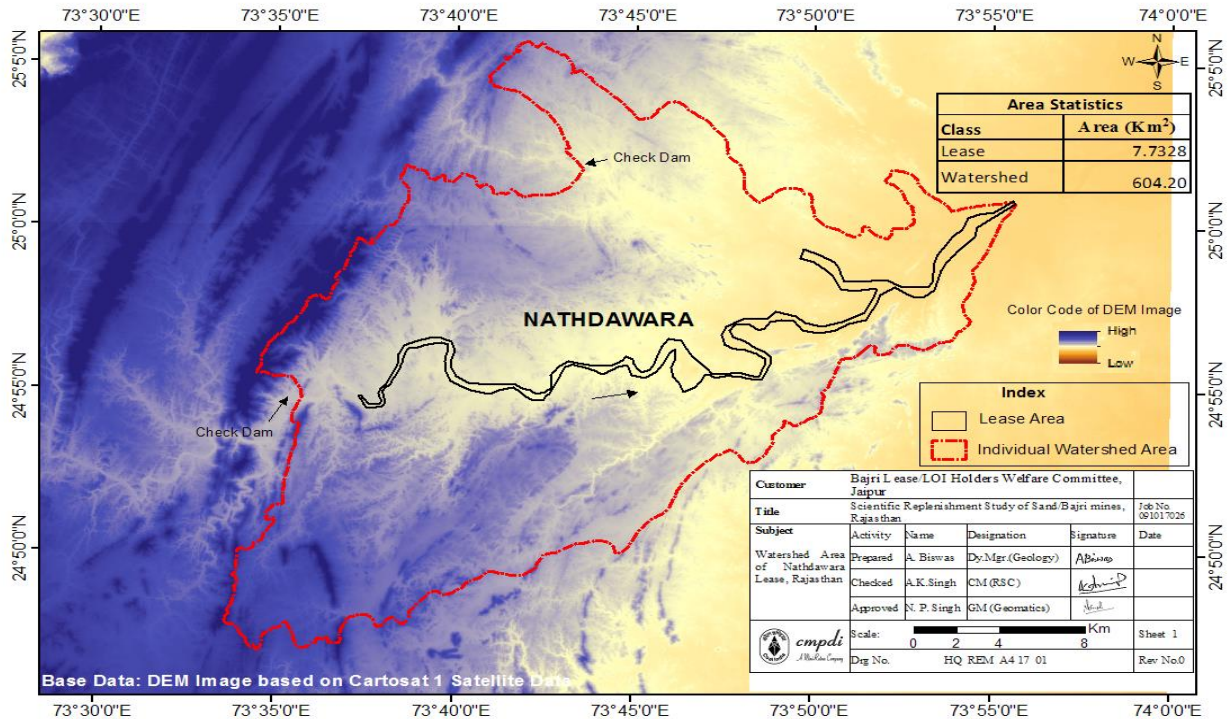 73°30'0"E 73°35'0"E 73°40'0"E 73°45'0"E 73°50'0"E 73°55'0"E 74°0'0"E
25°5'0"N 25°5'0"N
N
W E
S
Area Statistics
Class Area (Km²)
Lease 7.7328
Watershed 604.20
Check Dam
25°0'0"N 25°0'0"N
NATHDAWARA
Color Code of DEM Image
High
Low
24°55'0"N 24°55'0"N
Check Dam
Index
Lease Area
Individual Watershed Area
Customer Bajri Lease/LOI Holders Welfare Committee,
Jaipur
Title Scientific Replenishment Study of Sand/Bajri mines,
Rajasthan
Job No.
091017026
Subject Activity Name Designation Signature Date
Watershed Area
of Nathdawara
Lease, Rajasthan
Prepared A. Biswas Dy.Mgr.(Geology) ABiswas
Checked A.K.Singh CM (RSC)
Approved N. P. Singh GM (Geomatics)
24°50'0"N 24°50'0"N
cmpdi
A Mini Ratna Company
Scale: 0 2 4 8 Km Sheet 1
Drg No. HQ REM A4 17 01 Rev No.0
Base Data: DEM Image based on Cartosat 1 Satellite Data
73°30'0"E 73°35'0"E 73°40'0"E 73°45'0"E 73°50'0"E 73°55'0"E 74°0'0"E